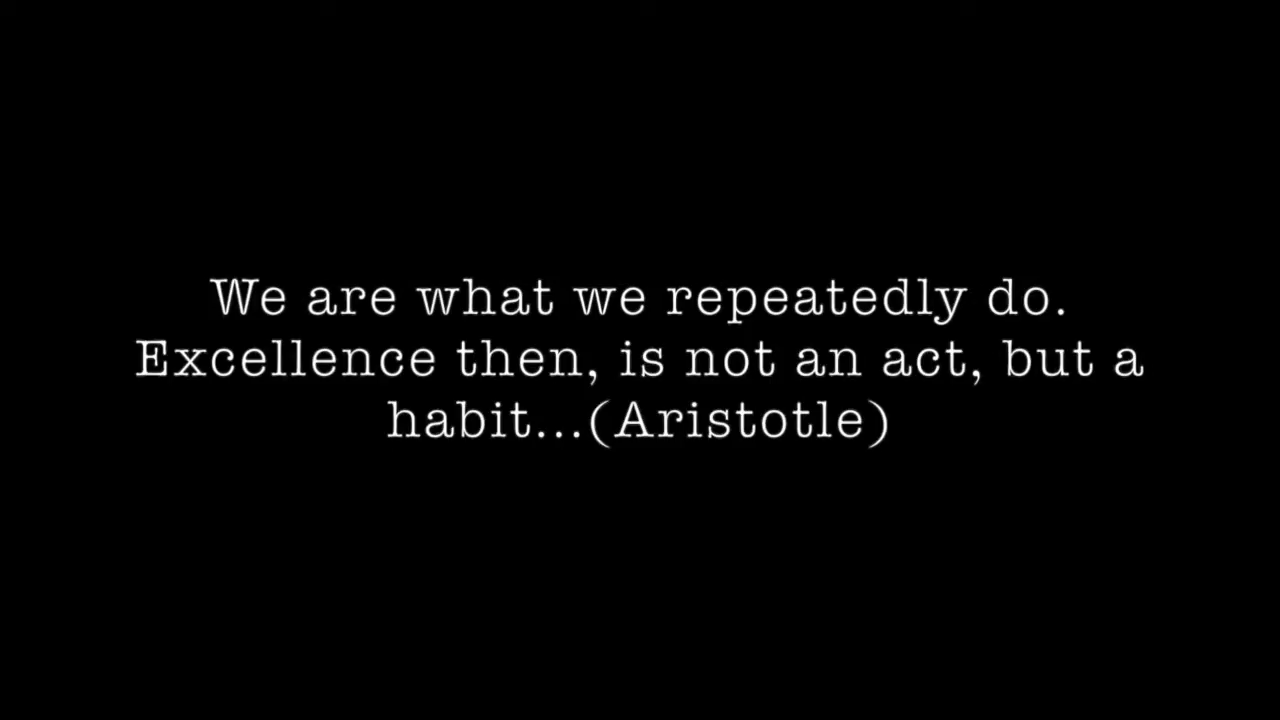 We are what we repeatedly do.
Excellence then, is not an act, but a
habit...(Aristotle)